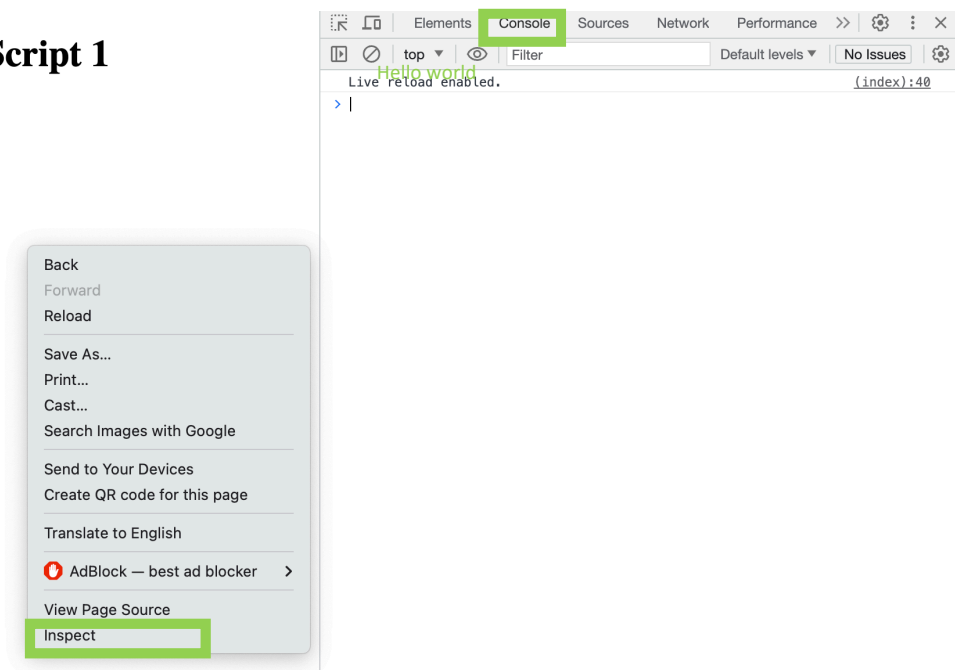 Script 1
Elements Console Sources Network Performance
top Filter Default levels No Issues
Hello world
Live reload enabled. (index):40
Back
Forward
Reload
Save As...
Print...
Cast...
Search Images with Google
Send to Your Devices
Create QR code for this page
Translate to English
AdBlock — best ad blocker
View Page Source
Inspect